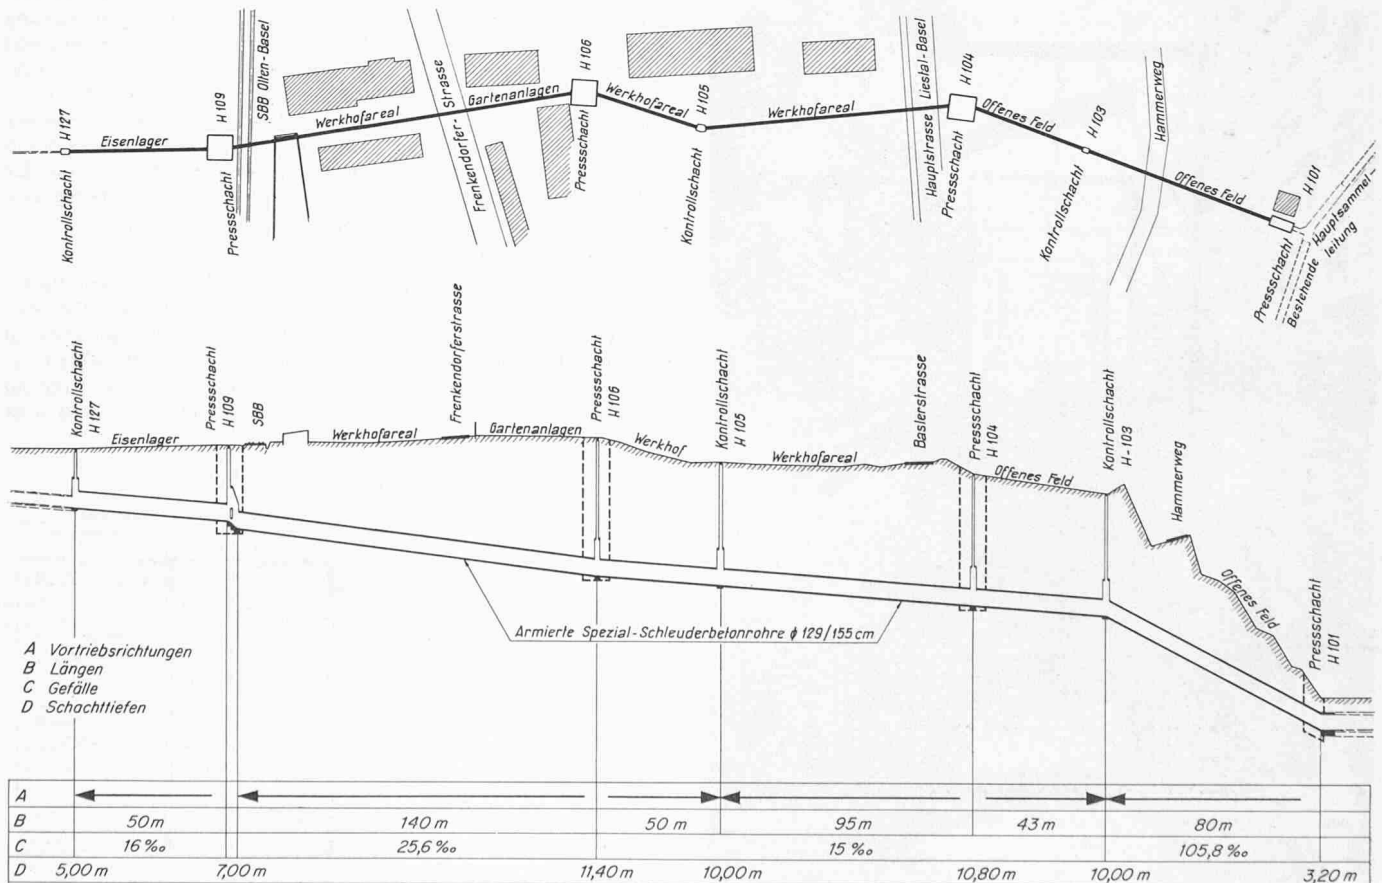 H 127
Kontrollschacht
Eisenlager
H 109
Pressschacht
SBB Olten-Basel
Werkhofareal
Frenkendorfer-Strasse
Gartenanlagen
H 106
Pressschacht
Werkhofareal
H 105
Kontrollschacht
Werkhofareal
Hauptstrasse Liestal-Basel
H 104
Pressschacht
Offenes Feld
H 103
Kontrollschacht
Hammerweg
Offenes Feld
H 101
Pressschacht
Bestehende Hauptsammel-
leitung
Kontrollschacht
H 127
Eisenlager
Pressschacht
H 109
SBB
Werkhofareal
Frenkendorferstrasse
Gartenanlagen
Pressschacht
H 106
Werkhof
Kontrollschacht
H 105
Werkhofareal
Baslerstrasse
Pressschacht
H 104
Offenes Feld
Kontrollschacht
H-103
Hammerweg
Offenes Feld
Pressschacht
H 101
Armierte Spezial-Schleuderbetonrohre ϕ 129/155 cm
A Vortriebsrichtungen
B Längen
C Gefälle
D Schachttiefen
A
B 50 m 140 m 50 m 95 m 43 m 80 m
C 16 ‰ 25,6 ‰ 15 ‰ 105,8 ‰
D 5,00 m 7,00 m 11,40 m 10,00 m 10,80 m 10,00 m 3,20 m